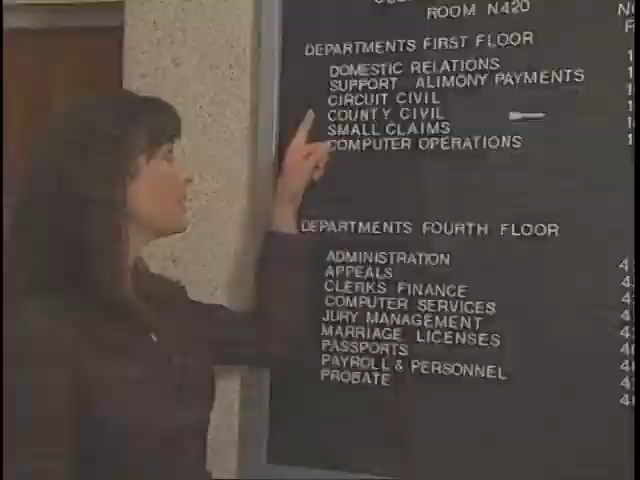 ROOM N420
DEPARTMENTS FIRST FLOOR
DOMESTIC RELATIONS
SUPPORT ALIMONY PAYMENTS
CIRCUIT CIVIL
COUNTY CIVIL
SMALL CLAIMS
COMPUTER OPERATIONS
DEPARTMENTS FOURTH FLOOR
ADMINISTRATION
APPEALS
CLERKS FINANCE
COMPUTER SERVICES
JURY MANAGEMENT
MARRIAGE LICENSES
PASSPORTS
PAYROLL & PERSONNEL
PROBATE